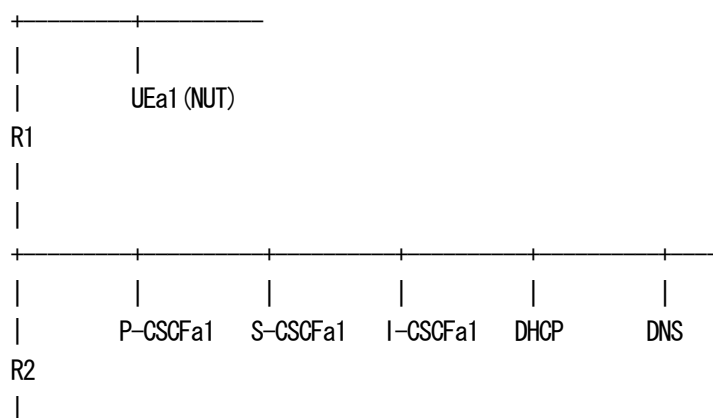 UEa1(NUT)
R1
P-CSCFa1 S-CSCFa1 I-CSCFa1 DHCP DNS
R2